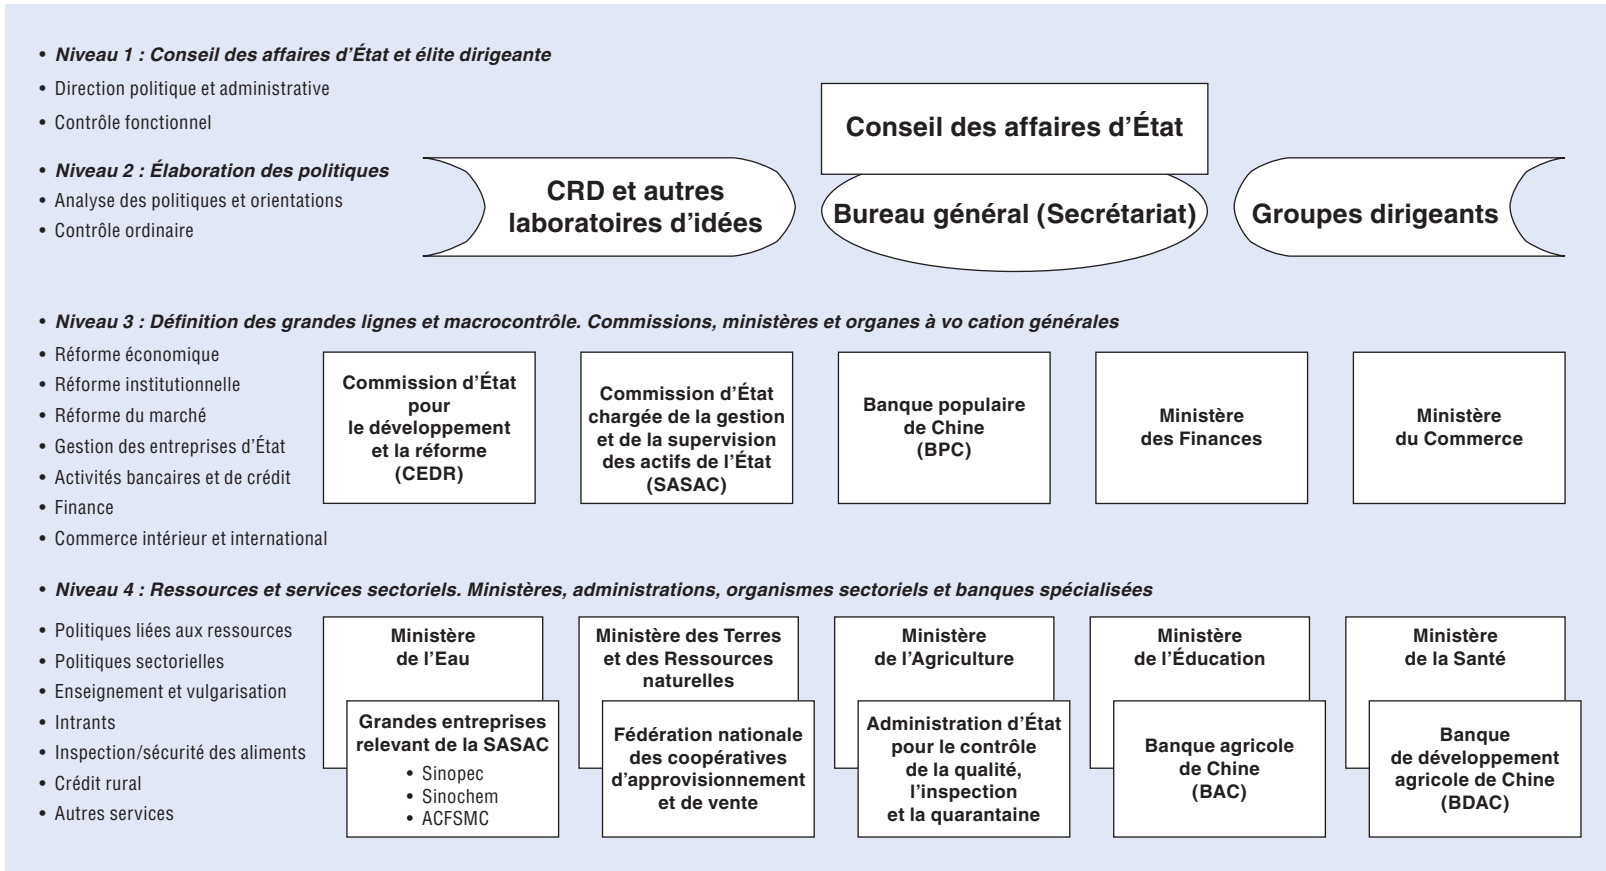 • Niveau 1 : Conseil des affaires d’État et élite dirigeante
• Direction politique et administrative
• Contrôle fonctionnel
Conseil des affaires d’État
• Niveau 2 : Élaboration des politiques
• Analyse des politiques et orientations
• Contrôle ordinaire
CRD et autres
laboratoires d’idées
Bureau général (Secrétariat)
Groupes dirigeants
• Niveau 3 : Définition des grandes lignes et macrocontrôle. Commissions, ministères et organes à vo cation générales
• Réforme économique
• Réforme institutionnelle
• Réforme du marché
• Gestion des entreprises d’État
• Activités bancaires et de crédit
• Finance
• Commerce intérieur et international
Commission d’État
pour
le développement
et la réforme
(CEDR)
Commission d’État
chargée de la gestion
et de la supervision
des actifs de l’État
(SASAC)
Banque populaire
de Chine
(BPC)
Ministère
des Finances
Ministère
du Commerce
• Niveau 4 : Ressources et services sectoriels. Ministères, administrations, organismes sectoriels et banques spécialisées
• Politiques liées aux ressources
• Politiques sectorielles
• Enseignement et vulgarisation
• Intrants
• Inspection/sécurité des aliments
• Crédit rural
• Autres services
Ministère
de l’Eau
Ministère des Terres
et des Ressources
naturelles
Ministère
de l’Agriculture
Ministère
de l’Éducation
Ministère
de la Santé
Grandes entreprises
relevant de la SASAC
• Sinopec
• Sinochem
• ACFSMC
Fédération nationale
des coopératives
d’approvisionnement
et de vente
Administration d’État
pour le contrôle
de la qualité,
l’inspection
et la quarantaine
Banque agricole
de Chine
(BAC)
Banque
de développement
agricole de Chine
(BDAC)